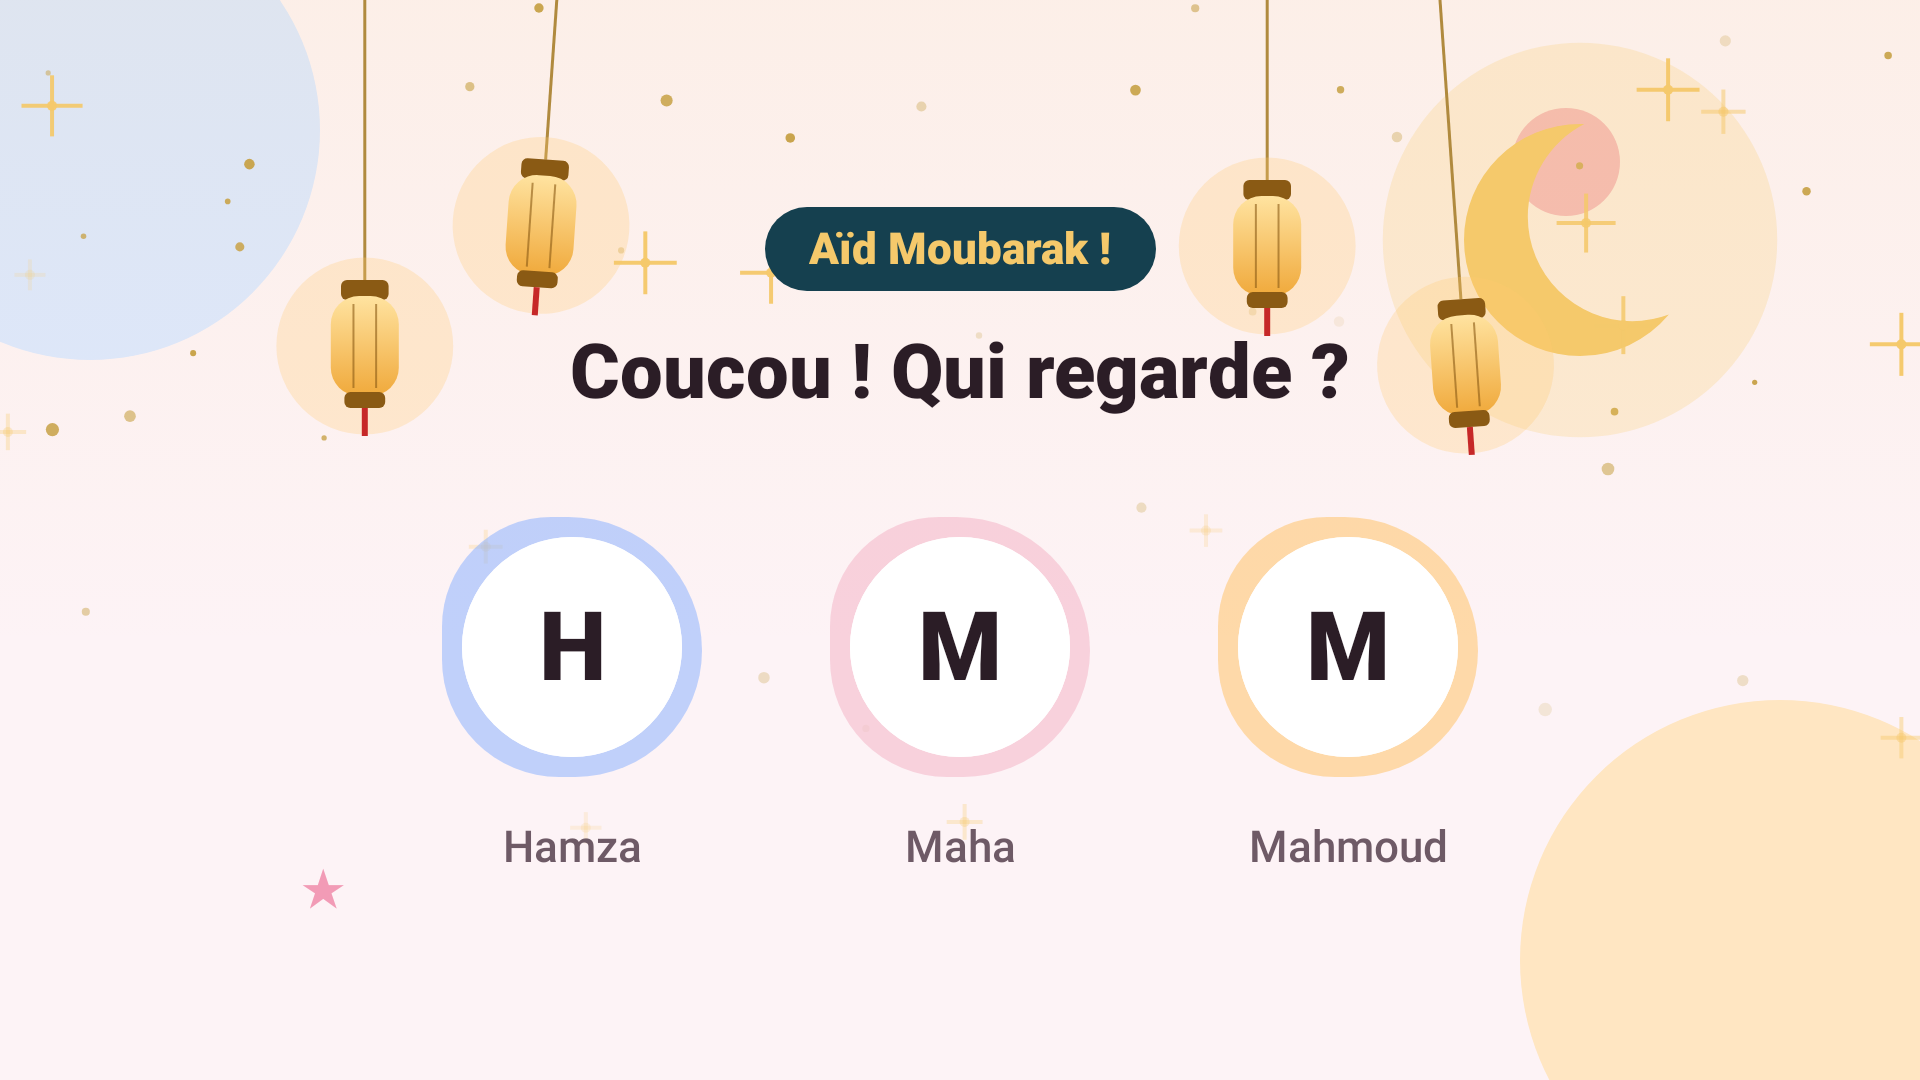 Aïd Moubarak !
Coucou ! Qui regarde ?
H
M
M
Hamza
Maha
Mahmoud